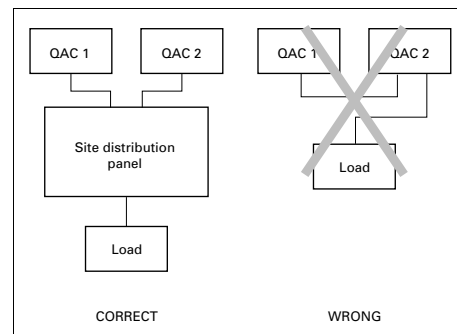 QAC 1
QAC 2
Site distribution
panel
Load
CORRECT
QAC 1
QAC 2
Load
WRONG